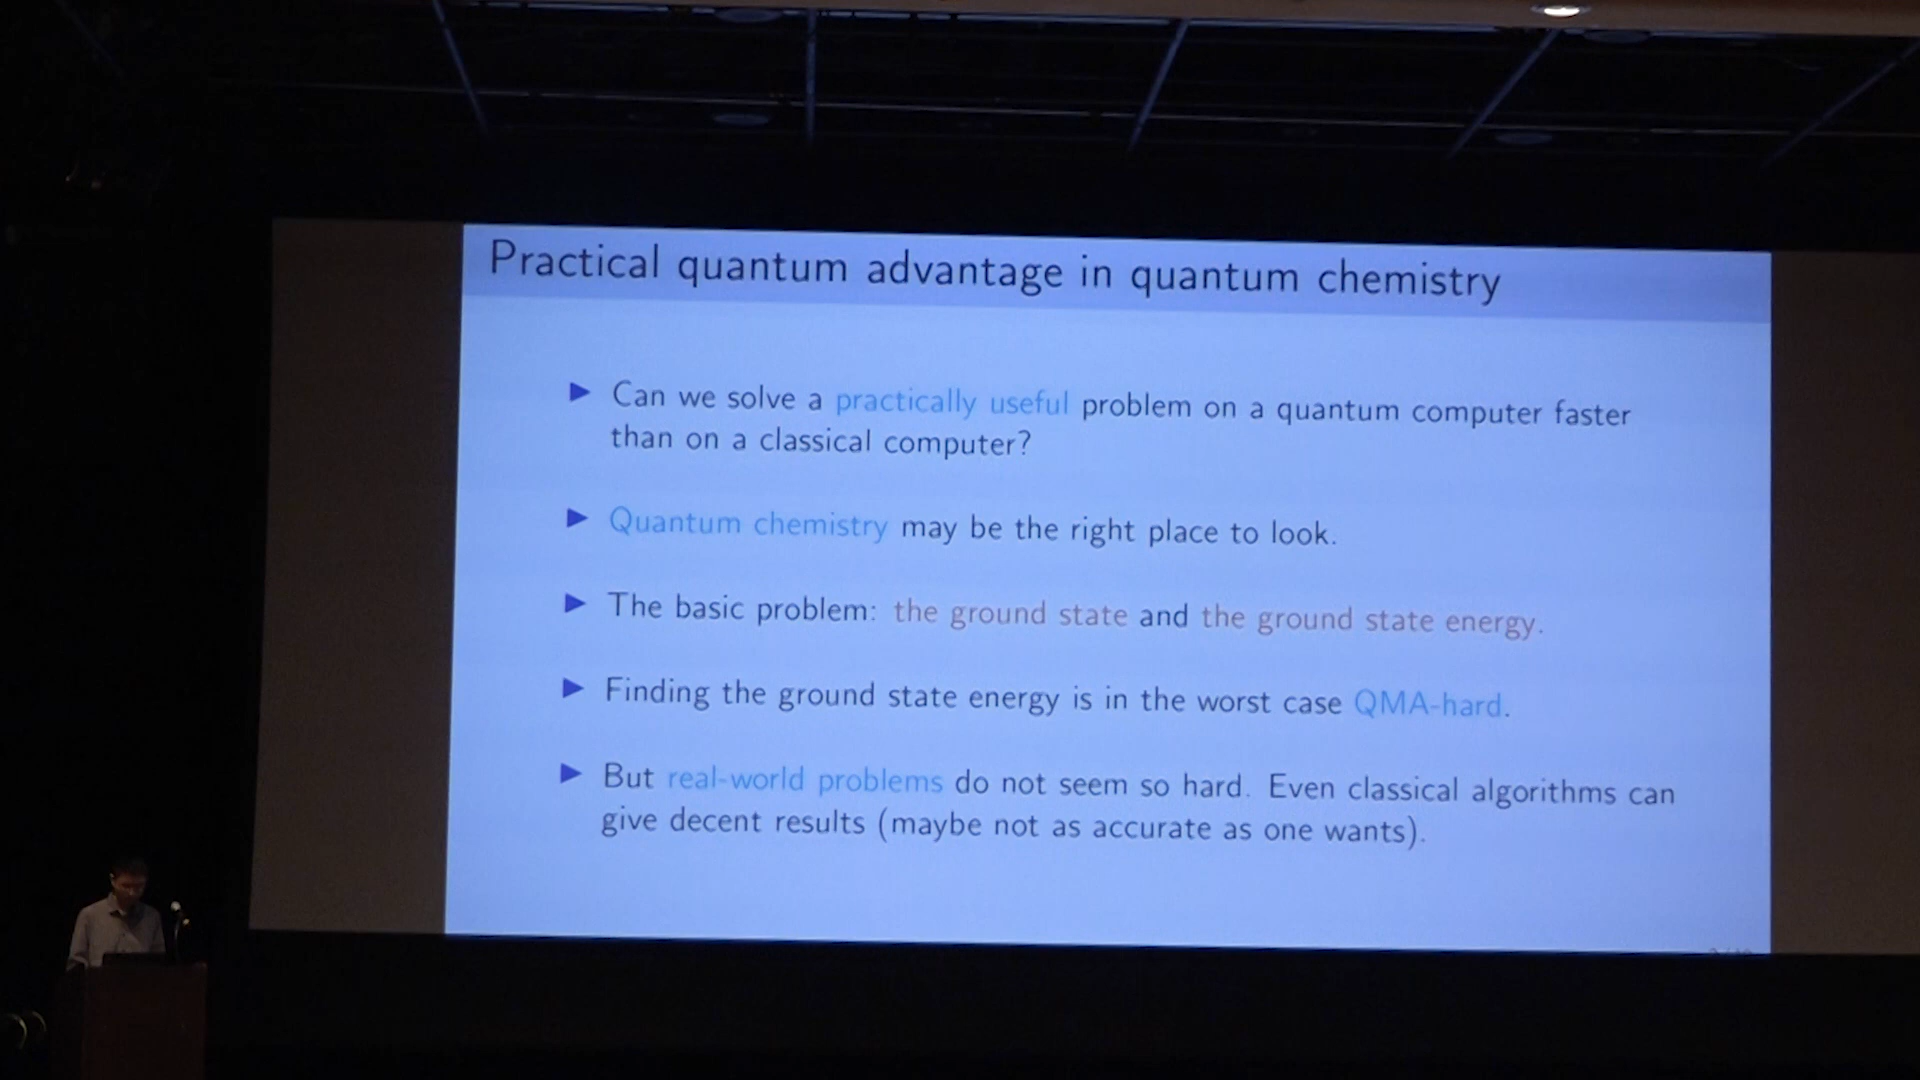 Practical quantum advantage in quantum chemistry
Can we solve a practically useful problem on a quantum computer faster
than on a classical computer?
Quantum chemistry may be the right place to look.
The basic problem: the ground state and the ground state energy.
Finding the ground state energy is in the worst case QMA-hard.
But real-world problems do not seem so hard. Even classical algorithms can
give decent results (maybe not as accurate as one wants).